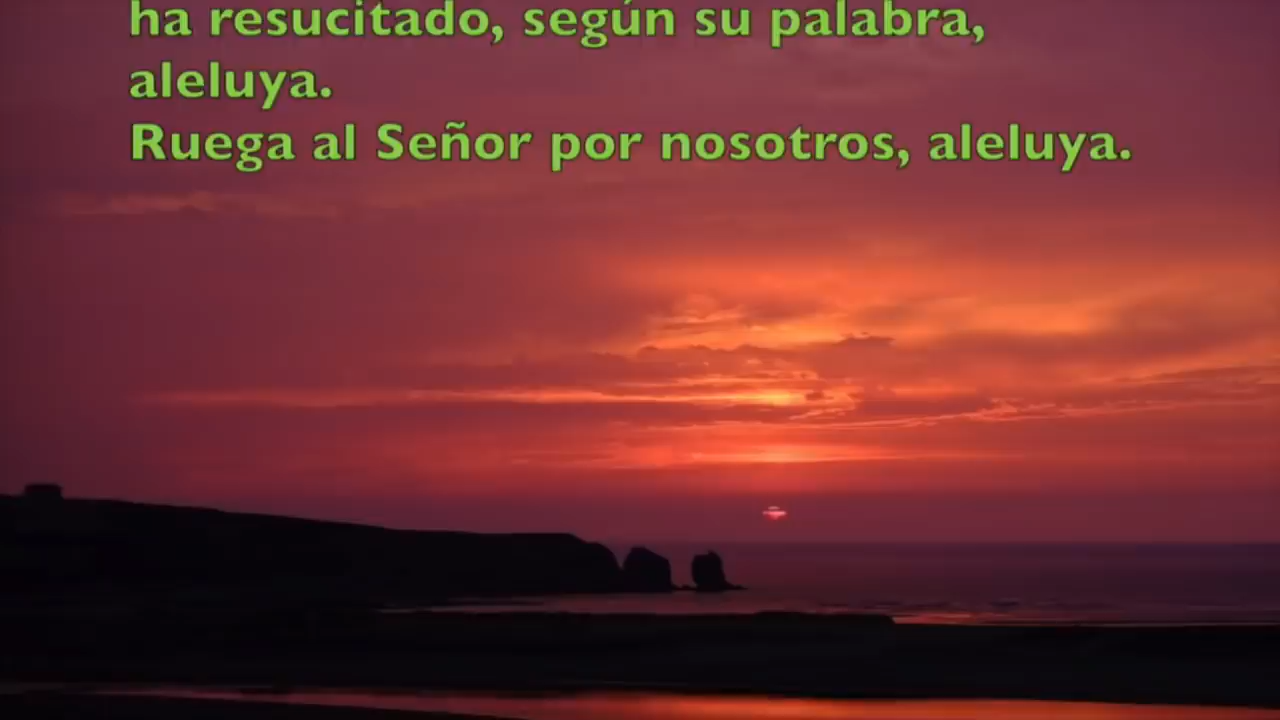 ha resucitado, según su palabra,
aleluya.
Ruega al Señor por nosotros, aleluya.